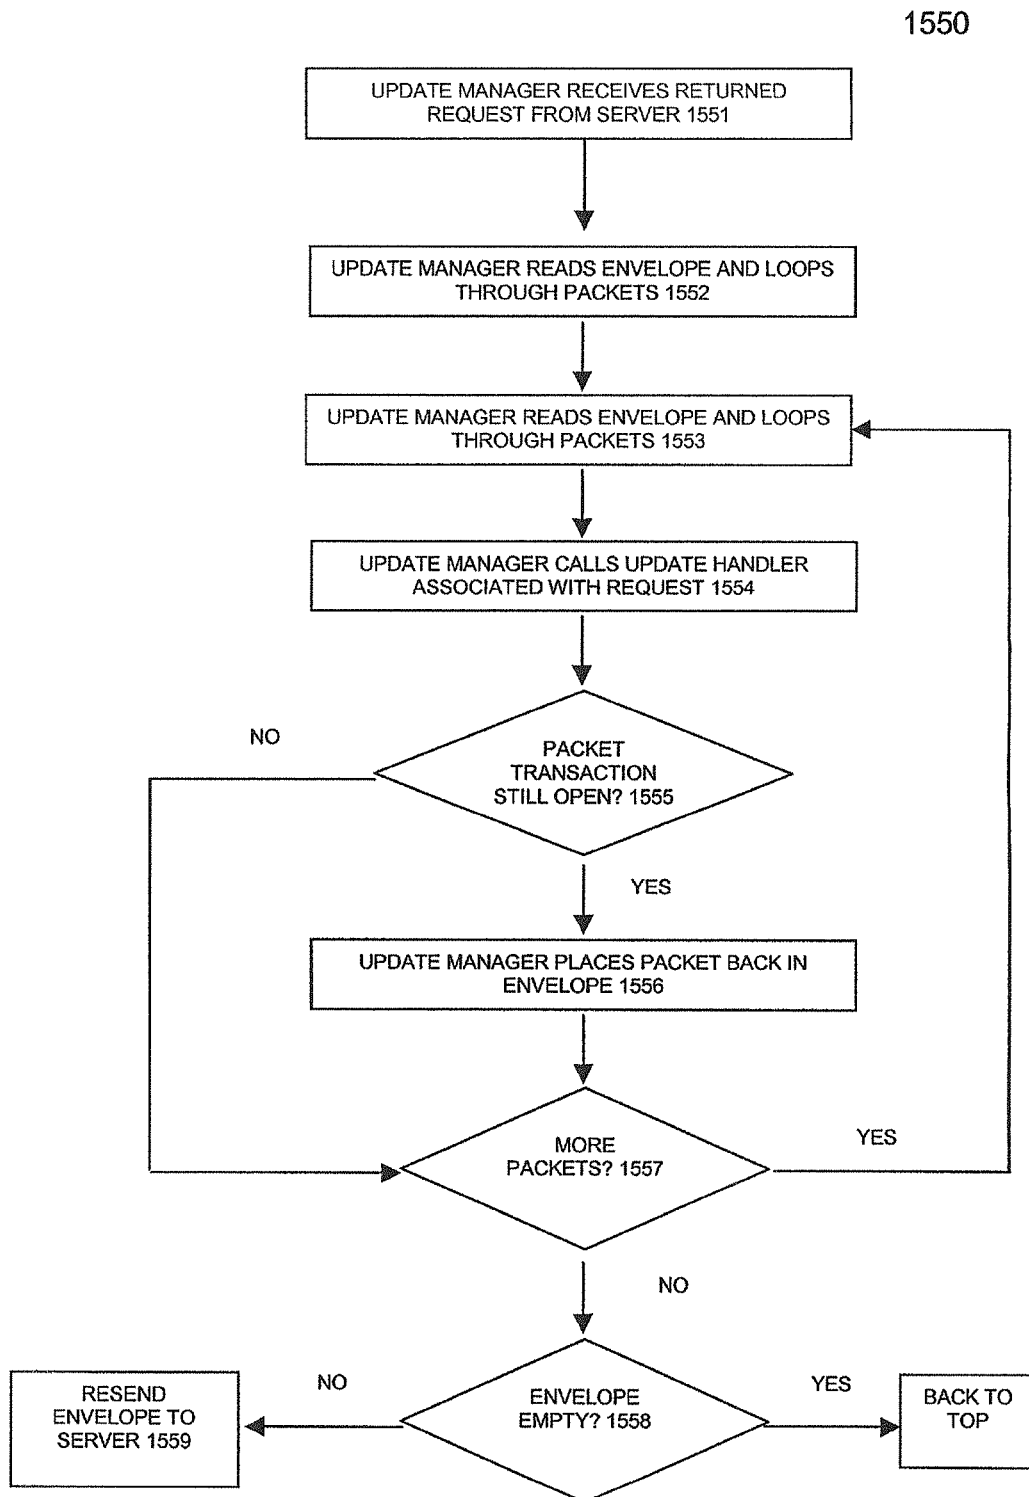 1550
UPDATE MANAGER RECEIVES RETURNED
REQUEST FROM SERVER 1551
UPDATE MANAGER READS ENVELOPE AND LOOPS
THROUGH PACKETS 1552
UPDATE MANAGER READS ENVELOPE AND LOOPS
THROUGH PACKETS 1553
UPDATE MANAGER CALLS UPDATE HANDLER
ASSOCIATED WITH REQUEST 1554
NO
PACKET
TRANSACTION
STILL OPEN? 1555
YES
UPDATE MANAGER PLACES PACKET BACK IN
ENVELOPE 1556
MORE
PACKETS? 1557
YES
NO
RESEND
ENVELOPE TO
SERVER 1559
NO
ENVELOPE
EMPTY? 1558
YES
BACK TO
TOP